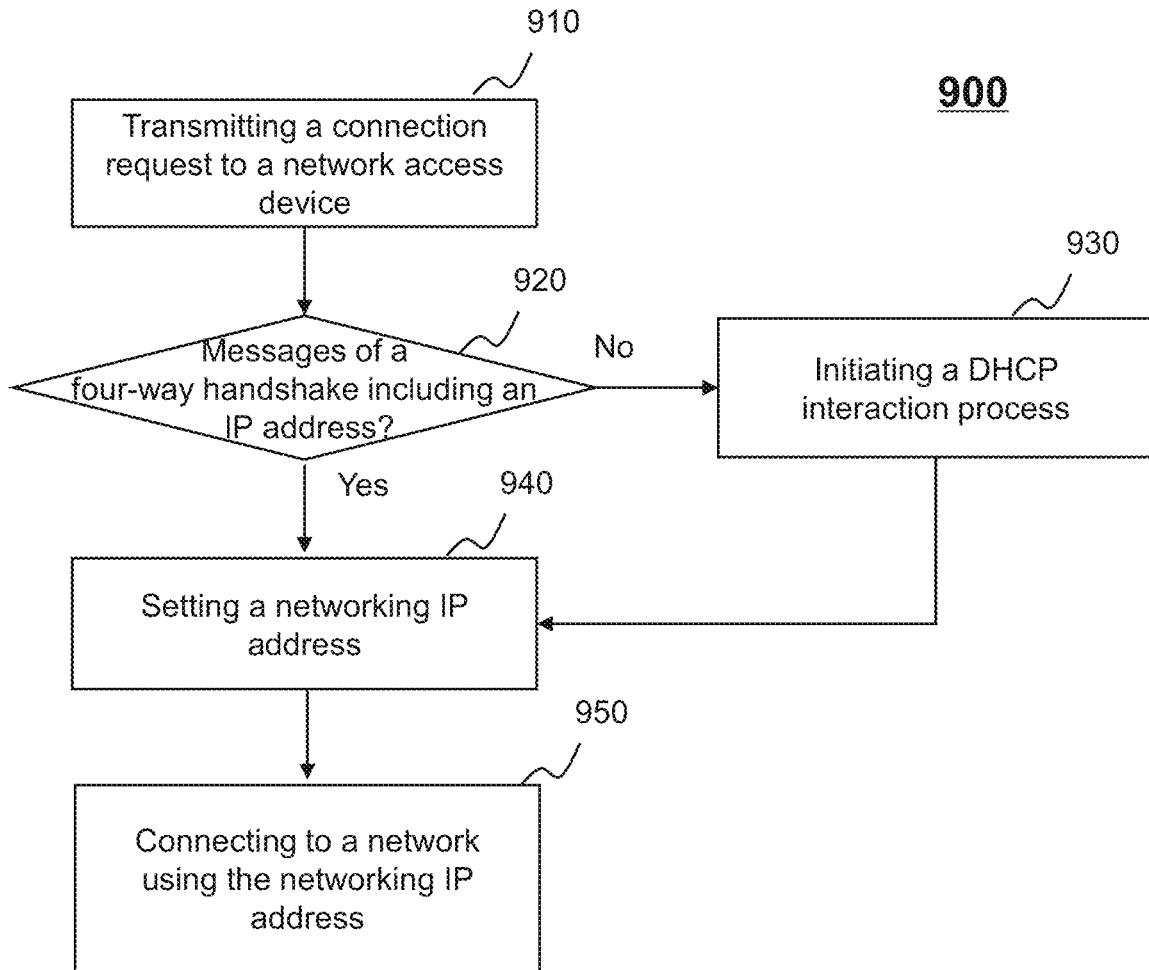 910
900
Transmitting a connection
request to a network access
device
920
930
Messages of a
four-way handshake including an
IP address?
No
Initiating a DHCP
interaction process
Yes
940
Setting a networking IP
address
950
Connecting to a network
using the networking IP
address